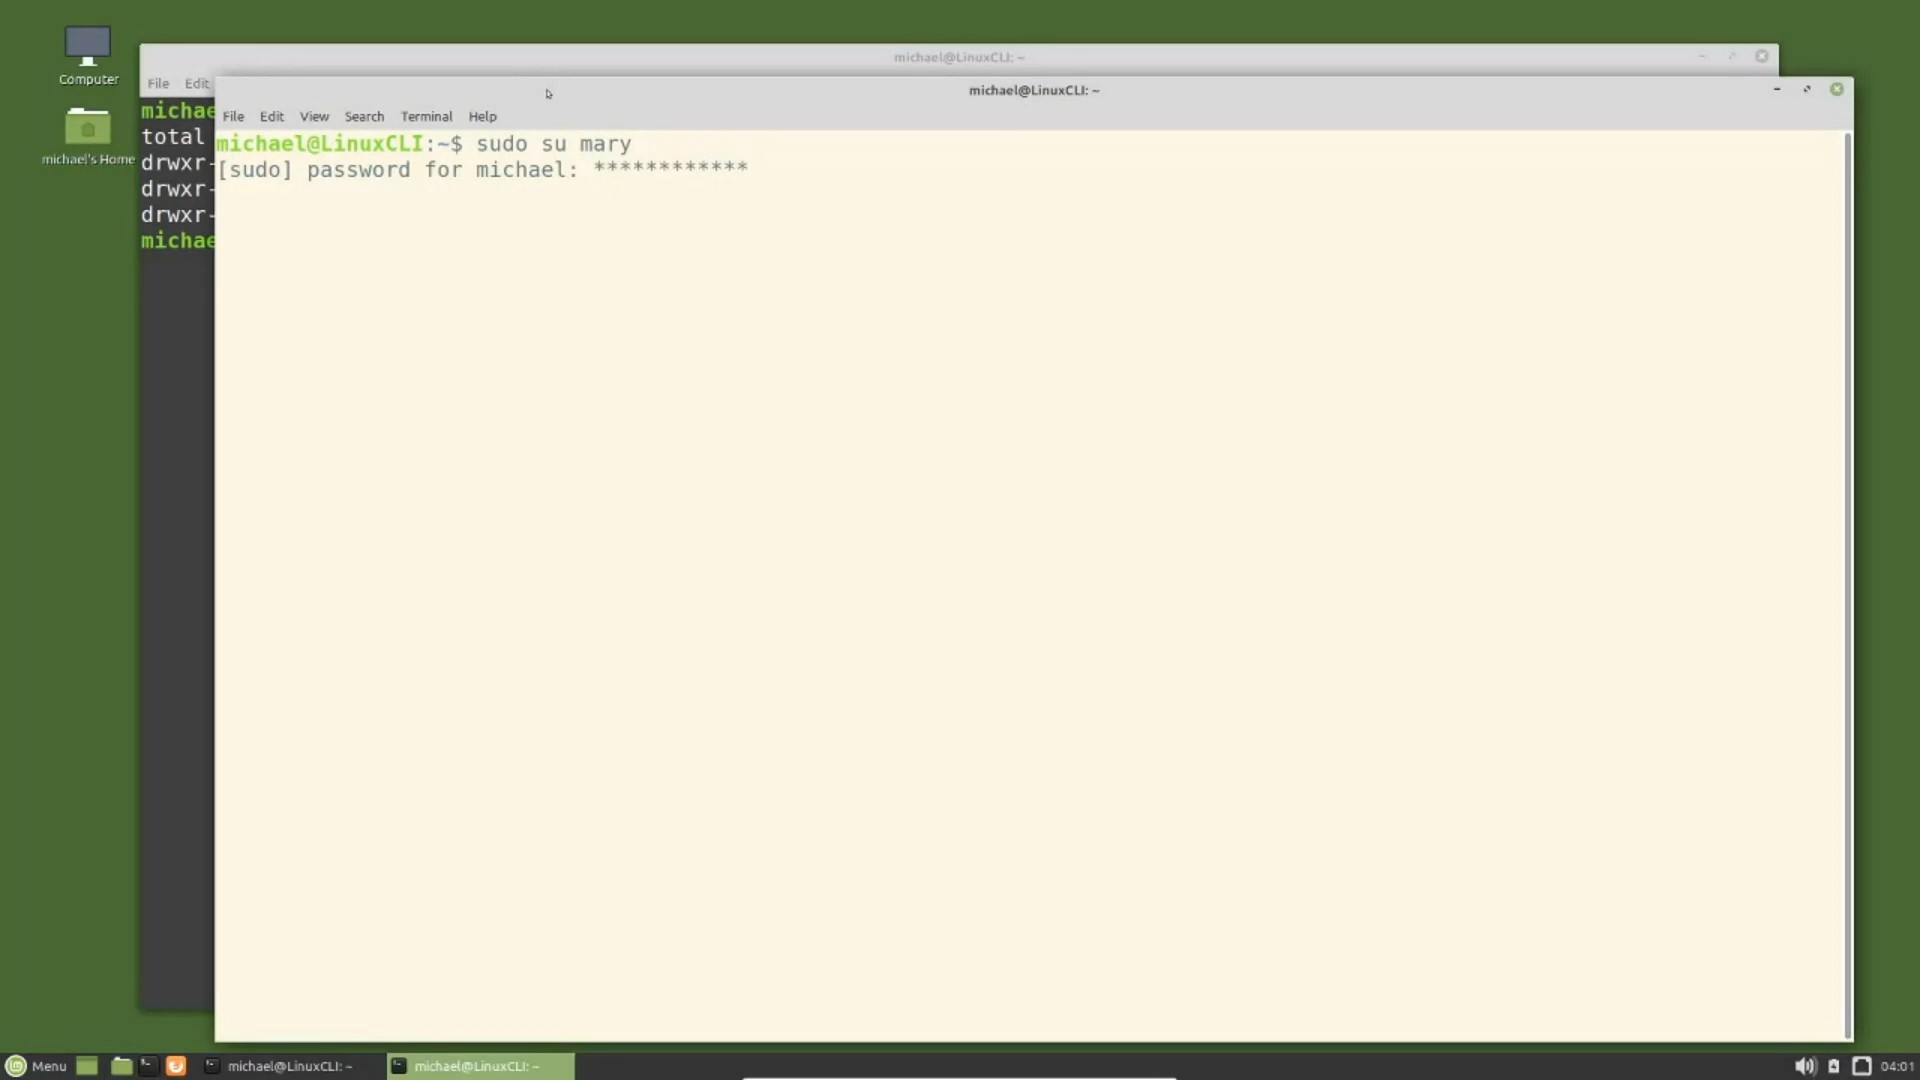 Computer
michael's Home
michael@LinuxCLI: ~
File Edit
michae
total
drwxr-
drwxr-
drwxr-
michae
michael@LinuxCLI: ~
File Edit View Search Terminal Help
michael@LinuxCLI:~$ sudo su mary
[sudo] password for michael: ************
Menu michael@LinuxCLI: ~ michael@LinuxCLI: ~ 04:01